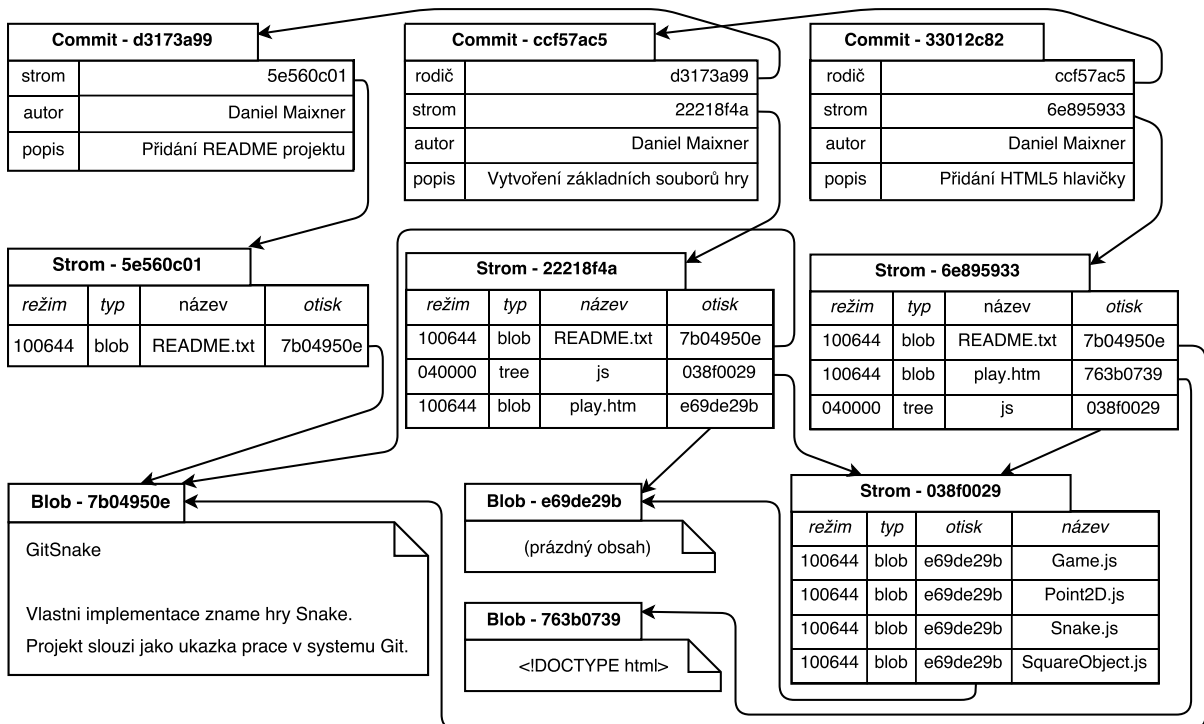 Commit - d3173a99
strom 5e560c01
autor Daniel Maixner
popis Přidání README projektu
Commit - ccf57ac5
rodič d3173a99
strom 22218f4a
autor Daniel Maixner
popis Vytvoření základních souborů hry
Commit - 33012c82
rodič ccf57ac5
strom 6e895933
autor Daniel Maixner
popis Přidání HTML5 hlavičky
Strom - 5e560c01
režim typ název otisk
100644 blob README.txt 7b04950e
Strom - 22218f4a
režim typ název otisk
100644 blob README.txt 7b04950e
040000 tree js 038f0029
100644 blob play.htm e69de29b
Strom - 6e895933
režim typ název otisk
100644 blob README.txt 7b04950e
100644 blob play.htm 763b0739
040000 tree js 038f0029
Blob - 7b04950e
GitSnake
Vlastni implementace zname hry Snake.
Projekt slouzi jako ukazka prace v systemu Git.
Blob - e69de29b
(prázdný obsah)
Blob - 763b0739
<!DOCTYPE html>
Strom - 038f0029
režim typ otisk název
100644 blob e69de29b Game.js
100644 blob e69de29b Point2D.js
100644 blob e69de29b Snake.js
100644 blob e69de29b SquareObject.js